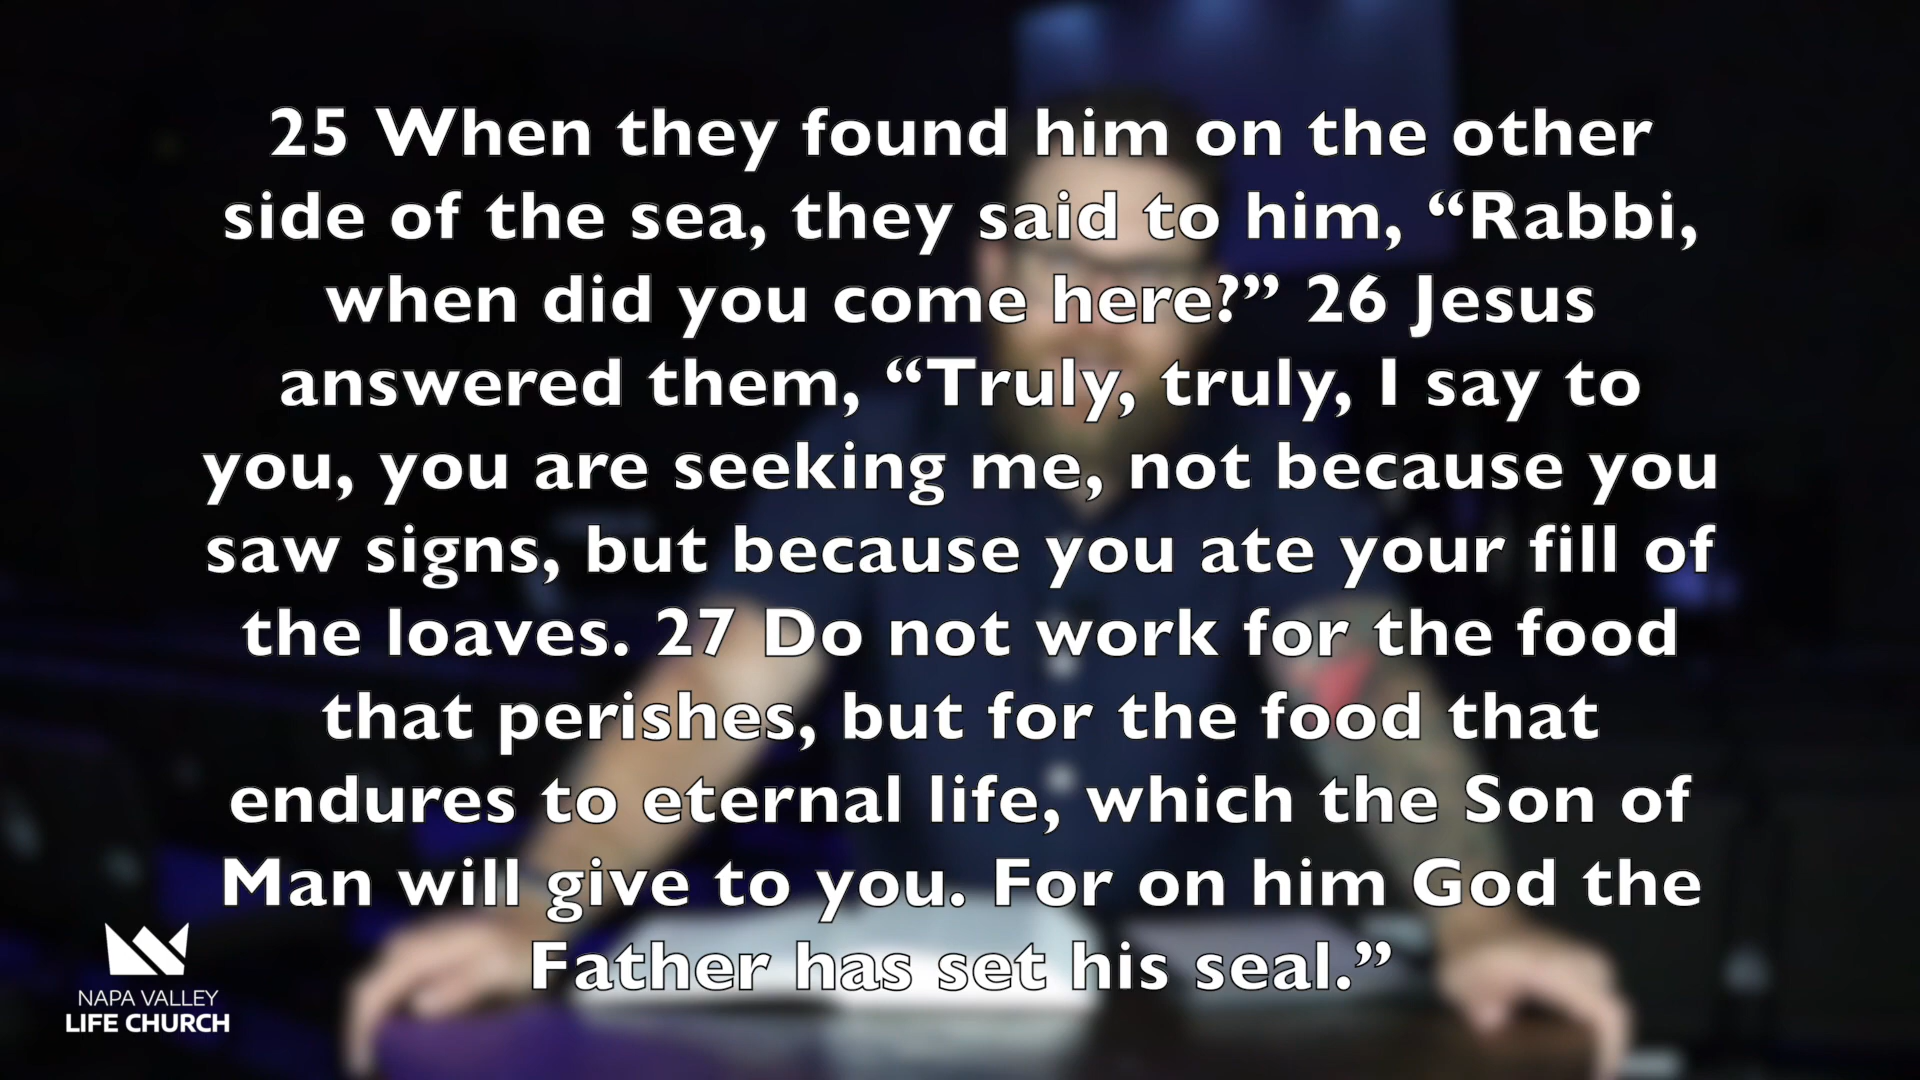 25 When they found him on the other
side of the sea, they said to him, “Rabbi,
when did you come here?” 26 Jesus
answered them, “Truly, truly, I say to
you, you are seeking me, not because you
saw signs, but because you ate your fill of
the loaves. 27 Do not work for the food
that perishes, but for the food that
endures to eternal life, which the Son of
Man will give to you. For on him God the
Father has set his seal.”
NAPA VALLEY
LIFE CHURCH